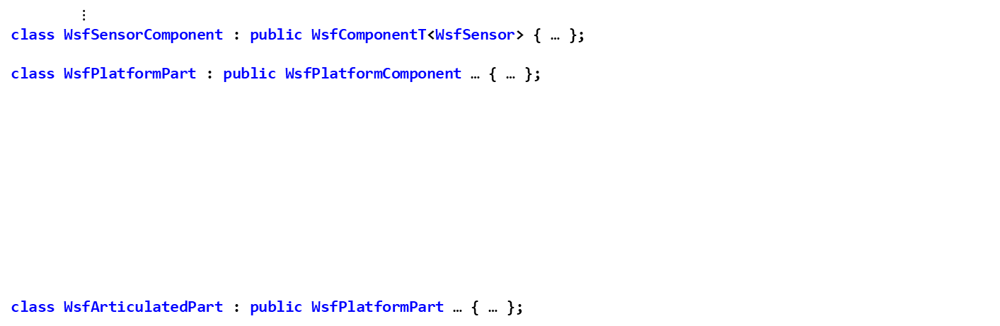 ⋮
class WsfSensorComponent : public WsfComponentT<WsfSensor> { … };
class WsfPlatformPart : public WsfPlatformComponent … { … };
class WsfArticulatedPart : public WsfPlatformPart … { … };